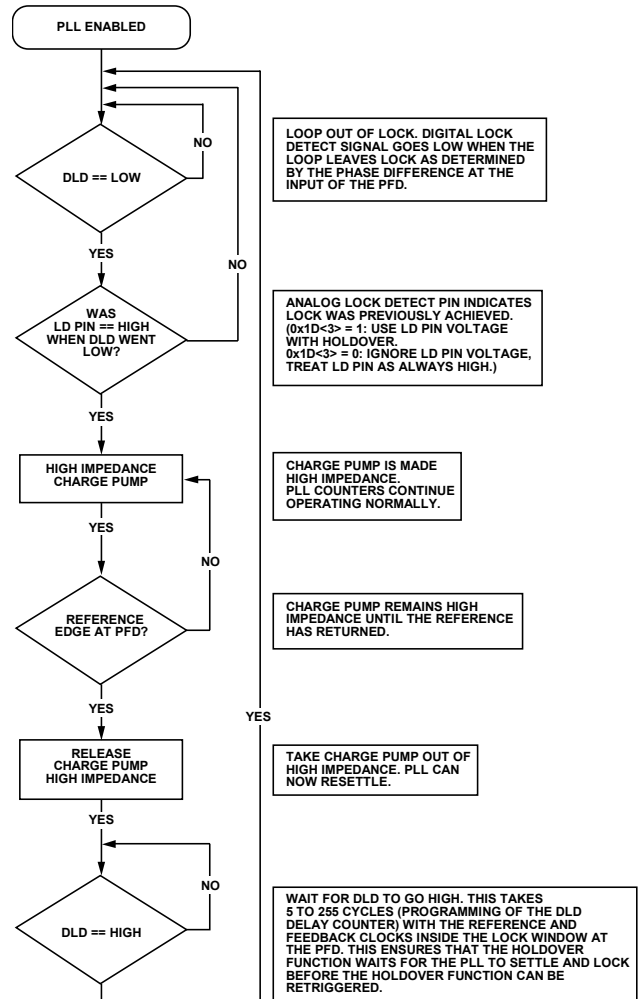 PLL ENABLED
NO
DLD == LOW
LOOP OUT OF LOCK. DIGITAL LOCK
DETECT SIGNAL GOES LOW WHEN THE
LOOP LEAVES LOCK AS DETERMINED
BY THE PHASE DIFFERENCE AT THE
INPUT OF THE PFD.
YES
NO
WAS
LD PIN == HIGH
WHEN DLD WENT
LOW?
ANALOG LOCK DETECT PIN INDICATES
LOCK WAS PREVIOUSLY ACHIEVED.
(0x1D<3> = 1: USE LD PIN VOLTAGE
WITH HOLDOVER.
0x1D<3> = 0: IGNORE LD PIN VOLTAGE,
TREAT LD PIN AS ALWAYS HIGH.)
YES
HIGH IMPEDANCE
CHARGE PUMP
CHARGE PUMP IS MADE
HIGH IMPEDANCE.
PLL COUNTERS CONTINUE
OPERATING NORMALLY.
YES
NO
REFERENCE
EDGE AT PFD?
CHARGE PUMP REMAINS HIGH
IMPEDANCE UNTIL THE REFERENCE
HAS RETURNED.
YES
YES
RELEASE
CHARGE PUMP
HIGH IMPEDANCE
TAKE CHARGE PUMP OUT OF
HIGH IMPEDANCE. PLL CAN
NOW RESETTLE.
YES
NO
DLD == HIGH
WAIT FOR DLD TO GO HIGH. THIS TAKES
5 TO 255 CYCLES (PROGRAMMING OF THE DLD
DELAY COUNTER) WITH THE REFERENCE AND
FEEDBACK CLOCKS INSIDE THE LOCK WINDOW AT
THE PFD. THIS ENSURES THAT THE HOLDOVER
FUNCTION WAITS FOR THE PLL TO SETTLE AND LOCK
BEFORE THE HOLDOVER FUNCTION CAN BE
RETRIGGERED.